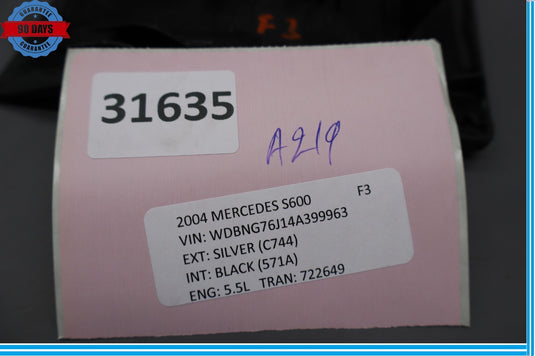 GUARANTEE
90 DAYS
GUARANTEE
F3
31635
A219
2004 MERCEDES S600 F3
VIN: WDBNG76J14A399963
EXT: SILVER (C744)
INT: BLACK (571A)
ENG: 5.5L TRAN: 722649